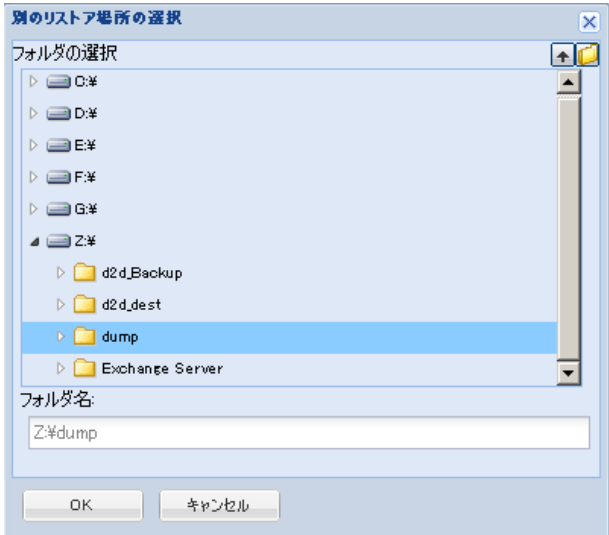 別のリストア場所の選択
フォルダの選択
C:¥
D:¥
E:¥
F:¥
G:¥
Z:¥
d2d_Backup
d2d_dest
dump
Exchange Server
フォルダ名:
Z:¥dump
OK キャンセル